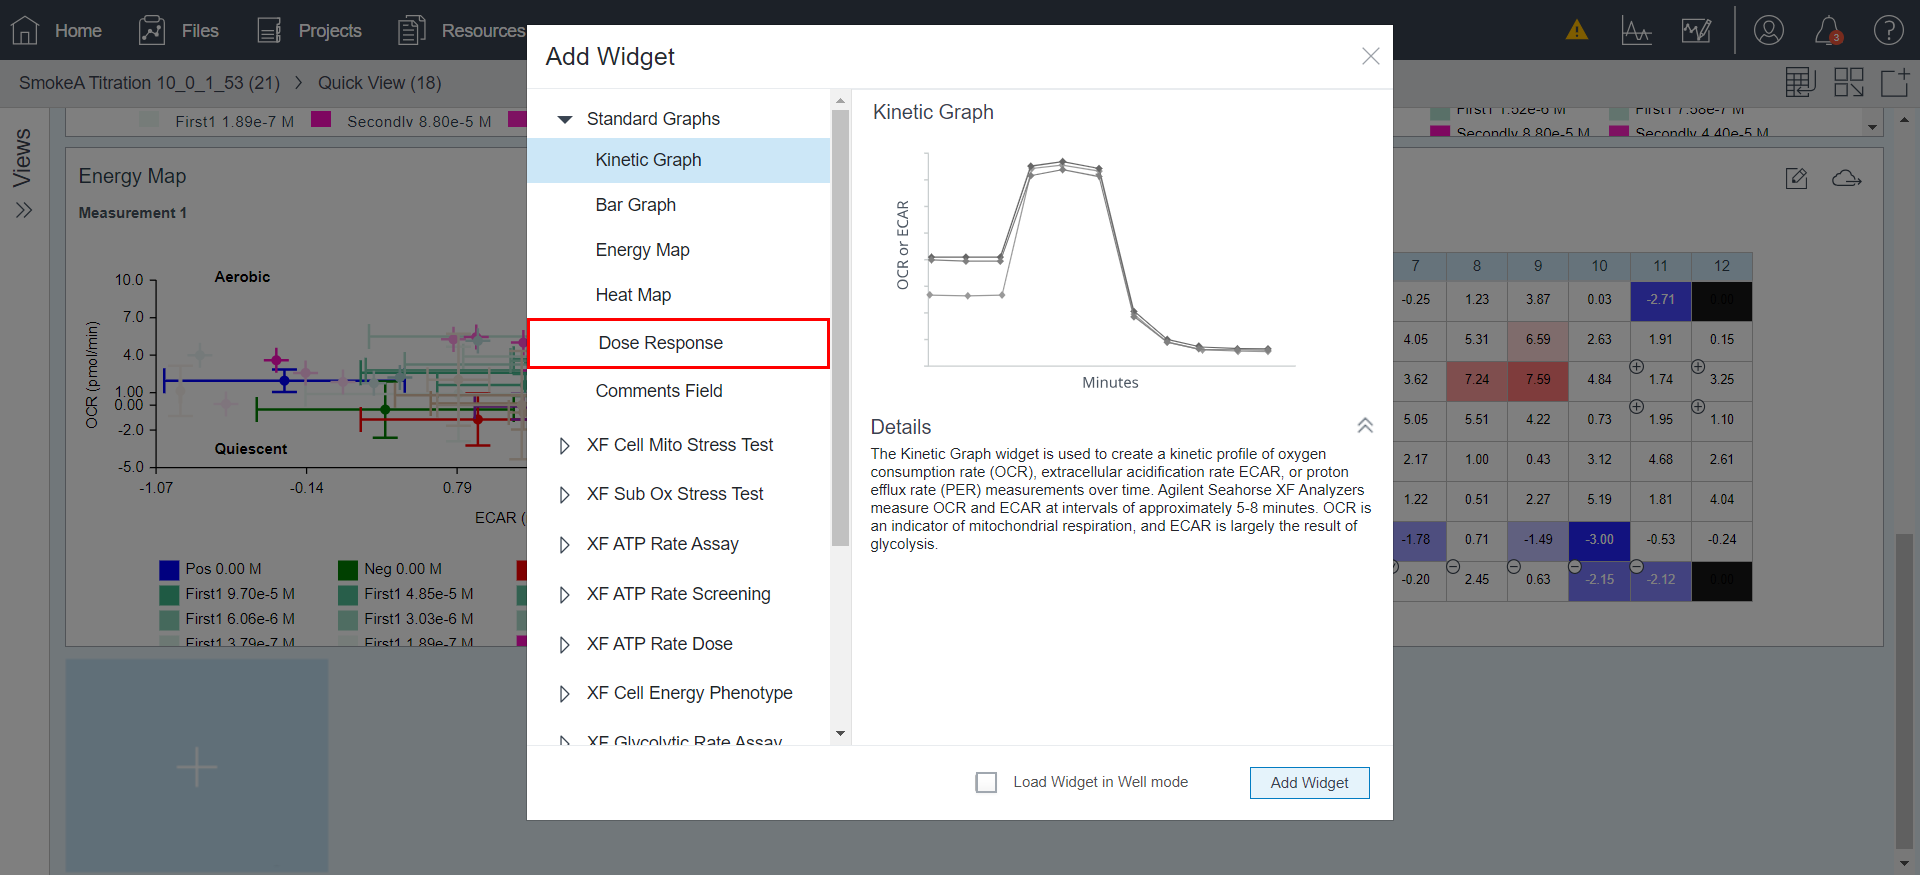 Home
Files
Projects
Resources
3
SmokeA Titration 10_0_1_53 (21) > Quick View (18)
Views
First1 1.89e-7 M
Secondly 8.80e-5 M
First1 1.52e-6 M
First1 7.58e-7 M
Secondly 8.80e-5 M
Secondly 4.40e-5 M
Energy Map
Measurement 1
Aerobic
Quiescent
OCR (pmol/min)
10.0
7.0
4.0
1.00
0.00
-2.0
-5.0
-1.07
-0.14
0.79
ECAR (
Pos 0.00 M
Neg 0.00 M
First1 9.70e-5 M
First1 4.85e-5 M
First1 6.06e-6 M
First1 3.03e-6 M
First1 3.79e-7 M
First1 1.89e-7 M
Add Widget
Standard Graphs
Kinetic Graph
Bar Graph
Energy Map
Heat Map
Dose Response
Comments Field
XF Cell Mito Stress Test
XF Sub Ox Stress Test
XF ATP Rate Assay
XF ATP Rate Screening
XF ATP Rate Dose
XF Cell Energy Phenotype
XF Glycolytic Rate Assay
Kinetic Graph
OCR or ECAR
Minutes
Details
The Kinetic Graph widget is used to create a kinetic profile of oxygen
consumption rate (OCR), extracellular acidification rate ECAR, or proton
efflux rate (PER) measurements over time. Agilent Seahorse XF Analyzers
measure OCR and ECAR at intervals of approximately 5-8 minutes. OCR is
an indicator of mitochondrial respiration, and ECAR is largely the result of
glycolysis.
Load Widget in Well mode
Add Widget
7 8 9 10 11 12
-0.25 1.23 3.87 0.03 -2.71 0.00
4.05 5.31 6.59 2.63 1.91 0.15
3.62 7.24 7.59 4.84 1.74 3.25
5.05 5.51 4.22 0.73 1.95 1.10
2.17 1.00 0.43 3.12 4.68 2.61
1.22 0.51 2.27 5.19 1.81 4.04
-1.78 0.71 -1.49 -3.00 -0.53 -0.24
-0.20 2.45 0.63 -2.15 -2.12 0.00